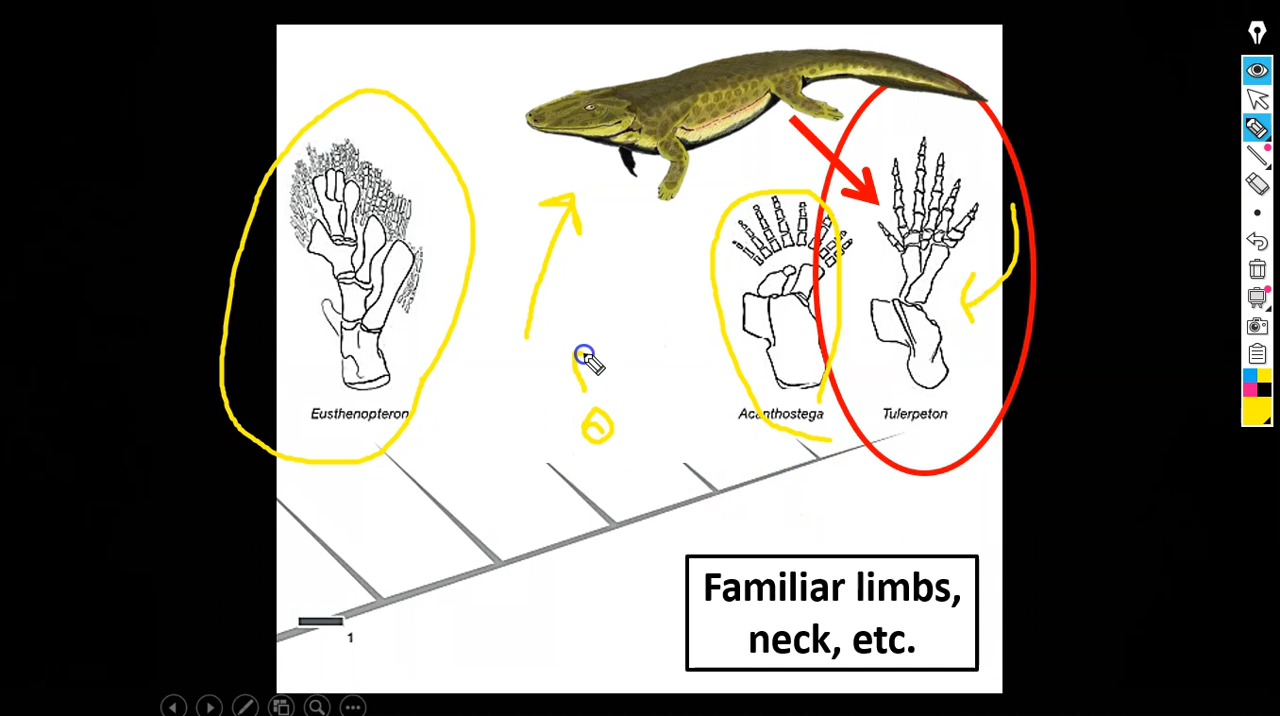 Eusthenopteron
Acanthostega
Tulerpeton
Familiar limbs,
neck, etc.
1